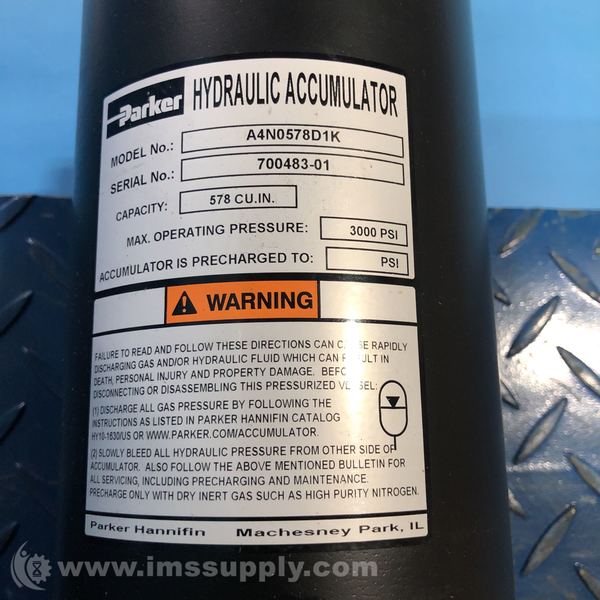 Parker HYDRAULIC ACCUMULATOR
MODEL No.: A4N0578D1K
SERIAL No.: 700483-01
CAPACITY: 578 CU.IN.
MAX. OPERATING PRESSURE: 3000 PSI
ACCUMULATOR IS PRECHARGED TO: PSI
WARNING
FAILURE TO READ AND FOLLOW THESE DIRECTIONS CAN CAUSE RAPIDLY
DISCHARGING GAS AND/OR HYDRAULIC FLUID WHICH CAN RESULT IN
DEATH, PERSONAL INJURY AND PROPERTY DAMAGE. BEFORE
DISCONNECTING OR DISASSEMBLING THIS PRESSURIZED VESSEL:
(1) DISCHARGE ALL GAS PRESSURE BY FOLLOWING THE
INSTRUCTIONS AS LISTED IN PARKER HANNIFIN CATALOG
HY10-1630/US OR WWW.PARKER.COM/ACCUMULATOR.
(2) SLOWLY BLEED ALL HYDRAULIC PRESSURE FROM OTHER SIDE OF
ACCUMULATOR. ALSO FOLLOW THE ABOVE MENTIONED BULLETIN FOR
ALL SERVICING, INCLUDING PRECHARGING AND MAINTENANCE.
PRECHARGE ONLY WITH DRY INERT GAS SUCH AS HIGH PURITY NITROGEN.
Parker Hannifin Machesney Park, IL
www.imssupply.com/